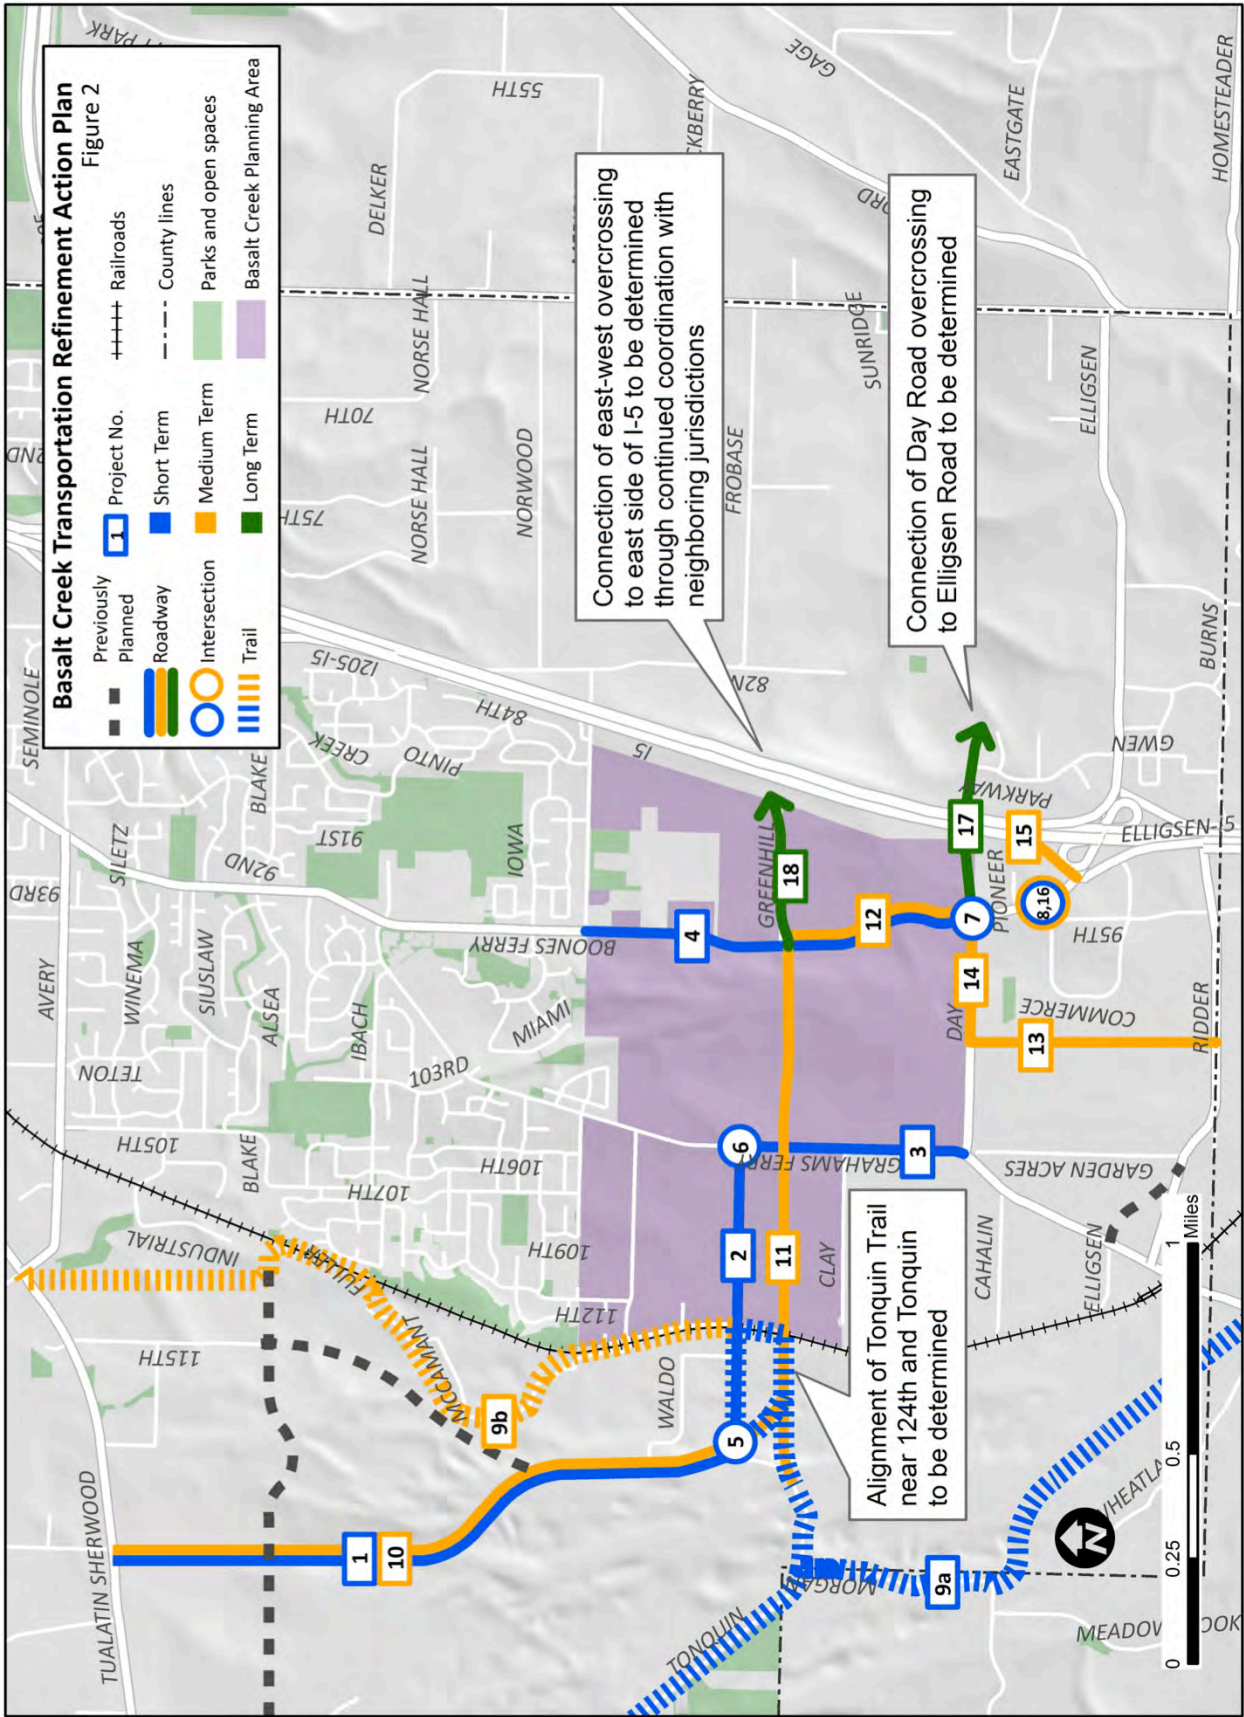 Basalt Creek Transportation Refinement Action Plan
Figure 2
Previously
Planned
Roadway
Intersection
Trail
1
Project No.
Short Term
Medium Term
Long Term
Railroads
County lines
Parks and open spaces
Basalt Creek Planning Area
Connection of east-west overcrossing
to east side of I-5 to be determined
through continued coordination with
neighboring jurisdictions
Connection of Day Road overcrossing
to Elligsen Road to be determined
Alignment of Tonquin Trail
near 124th and Tonquin
to be determined
TUALATIN SHERWOOD
115TH
INDUSTRIAL
FULLER
MCCAMANT
105TH
BLAKE
107TH
106TH
109TH
112TH
AVERY
TETON
WINEMA
SILETZ
SIUSLAW
ALSEA
IBACH
103RD
MIAMI
93RD
92ND
SEMINOLE
BLAKE
91ST
CREEK
PINTO
IOWA
84TH
I205-I5
I5
75TH
70TH
NORSE HALL
NORSE HALL
NORWOOD
DELKER
55TH
GAGE
EASTGATE
HOMESTEADER
SUNRIDGE
FROBASE
82ND
ELLIGSEN
BURNS
GWEN
PARKWAY
ELLIGSEN-I5
PIONEER
95TH
COMMERCE
RIDDER
DAY
GREENHILL
BOONES FERRY
GRAHAMS FERRY
GARDEN ACRES
CAHALIN
ELLIGSEN
CLAY
WALDO
TONQUIN
MORGAN
1
10
9b
5
2
11
6
3
4
18
12
7
17
14
13
15
8,16
9a
N
0
0.25
0.5
1
Miles